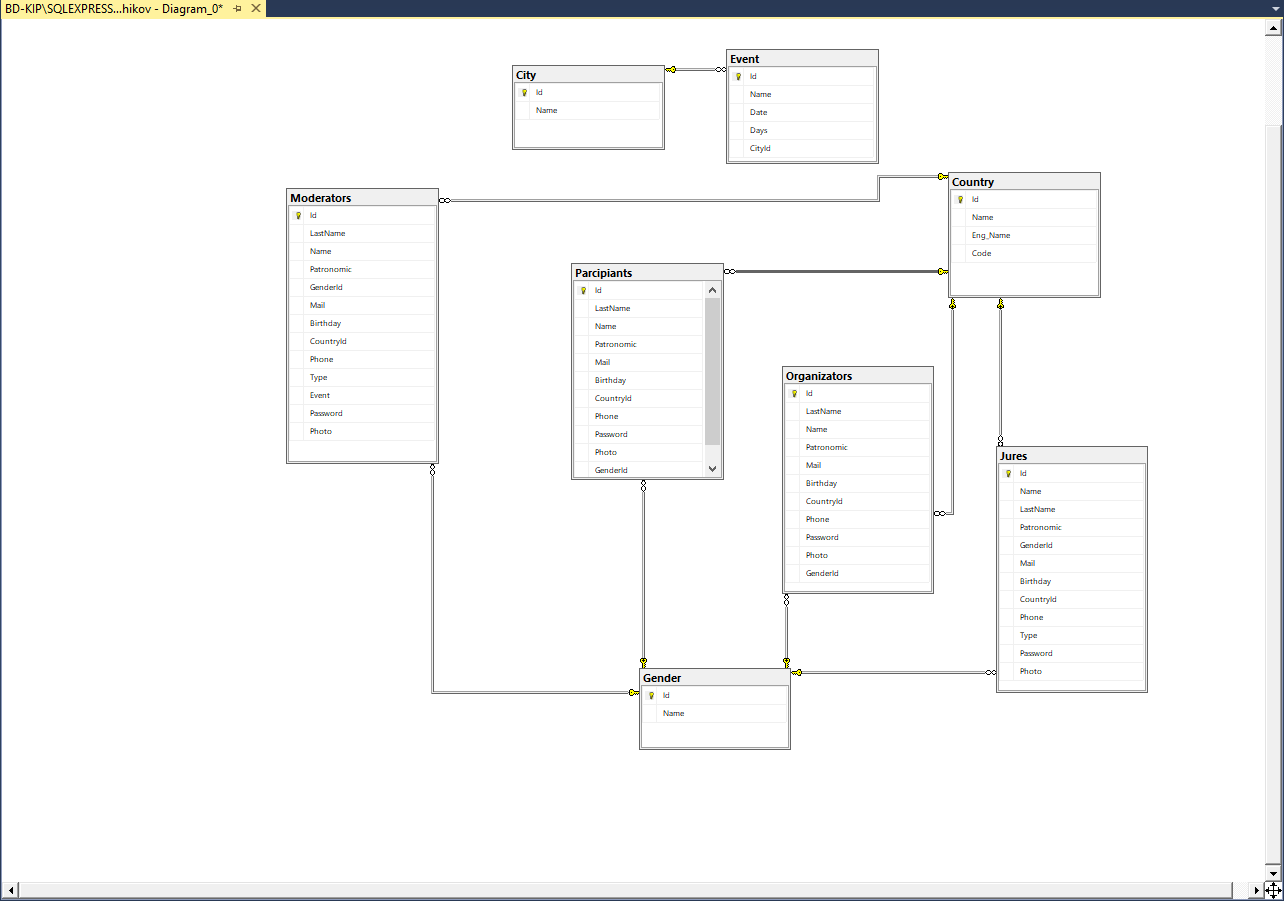 BD-KIP\SQLEXPRESS...hikov - Diagram_0*
City
Id
Name
Event
Id
Name
Date
Days
CityId
Moderators
Id
LastName
Name
Patronomic
GenderId
Mail
Birthday
CountryId
Phone
Type
Event
Password
Photo
Country
Id
Name
Eng_Name
Code
Parcipiants
Id
LastName
Name
Patronomic
Mail
Birthday
CountryId
Phone
Password
Photo
GenderId
Organizators
Id
LastName
Name
Patronomic
Mail
Birthday
CountryId
Phone
Password
Photo
GenderId
Jures
Id
Name
LastName
Patronomic
GenderId
Mail
Birthday
CountryId
Phone
Type
Password
Photo
Gender
Id
Name